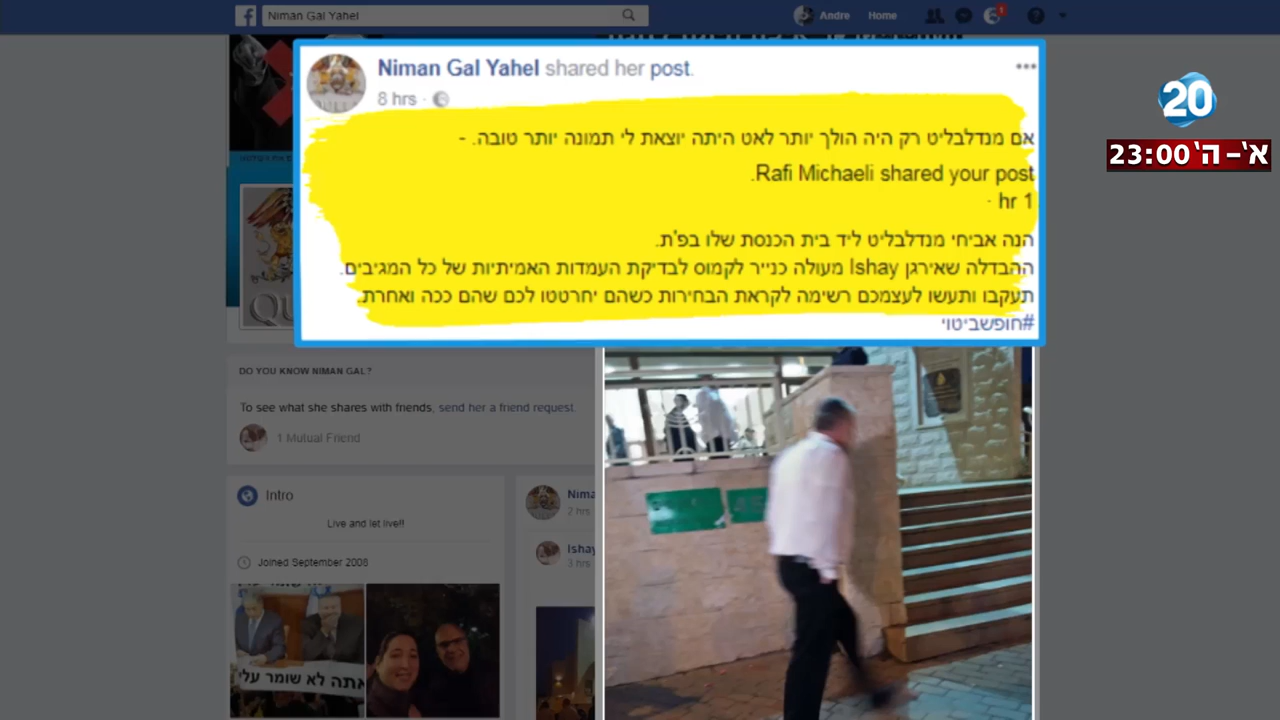 Niman Gal Yahel
Andre Home
1
Niman Gal Yahel shared her post.
8 hrs ·
אם מנדלבליט רק היה הולך יותר לאט היתה יוצאת לי תמונה יותר טובה. -
Rafi Michaeli shared your post.
1 hr ·
הנה אביחי מנדלבליט ליד בית הכנסת שלו בפ'ת.
ההבדלה שאירגן Ishay מעולה כנייר לקמוס לבדיקת העמדות האמיתיות של כל המגיבים.
תעקבו ותעשו לעצמכם רשימה לקראת הבחירות כשהם יחרטטו לכם שהם ככה ואחרת.
#חופשביטוי
20
א'-ה' 23:00
QU
DO YOU KNOW NIMAN GAL?
To see what she shares with friends, send her a friend request.
1 Mutual Friend
Intro
Live and let live!!
Joined September 2008
Nima
2 hrs
Ishay
3 hrs
אתה לא שומר עלי